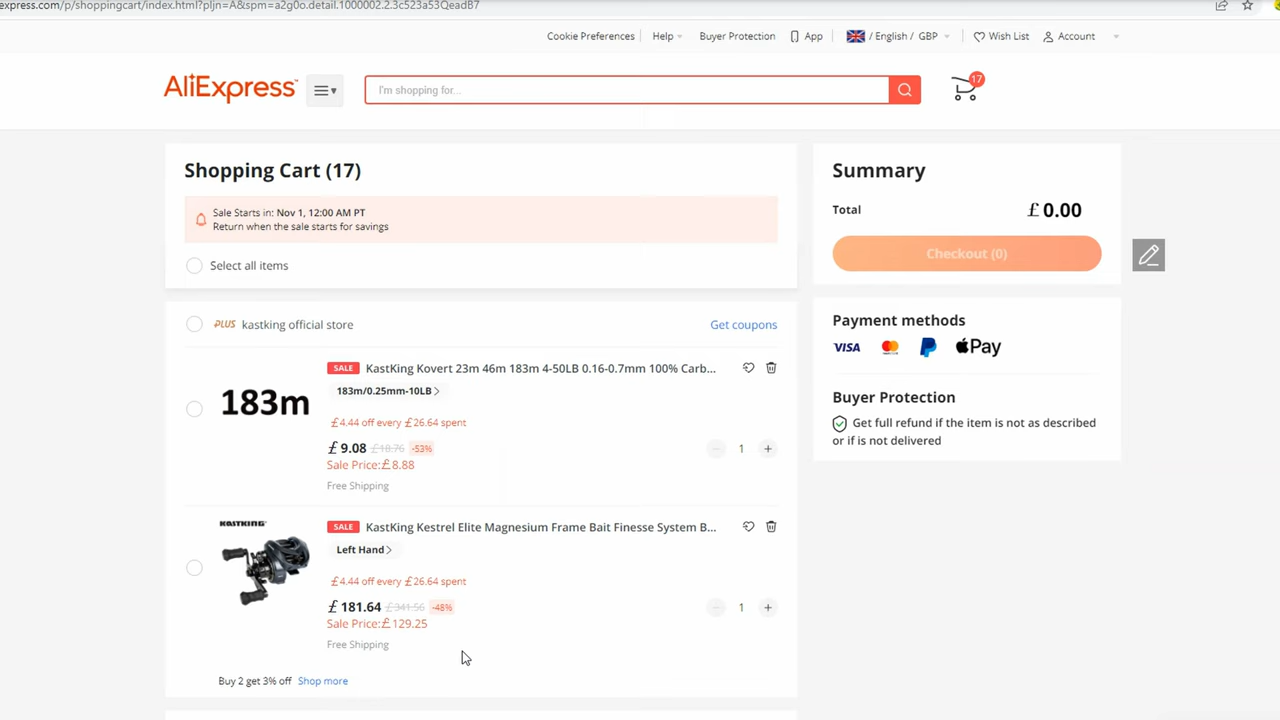 express.com/p/shoppingcart/index.html?pljn=A&spm=a2g0o.detail.1000002.2.3c523a53QeadB7
Cookie Preferences Help Buyer Protection App / English / GBP Wish List Account
AliExpress I'm shopping for... 17
Shopping Cart (17)
Sale Starts in: Nov 1, 12:00 AM PT
Return when the sale starts for savings
Select all items
PLUS kastking official store Get coupons
SALE KastKing Kovert 23m 46m 183m 4-50LB 0.16-0.7mm 100% Carb...
183m
183m/0.25mm-10LB
£4.44 off every £26.64 spent
£9.08 £18.76 -53% 1
Sale Price:£8.88
Free Shipping
KASTKING
SALE KastKing Kestrel Elite Magnesium Frame Bait Finesse System B...
Left Hand
£4.44 off every £26.64 spent
£181.64 £341.56 -48% 1
Sale Price:£129.25
Free Shipping
Buy 2 get 3% off Shop more
Summary
Total £0.00
Checkout (0)
Payment methods
VISA Pay
Buyer Protection
Get full refund if the item is not as described
or if is not delivered